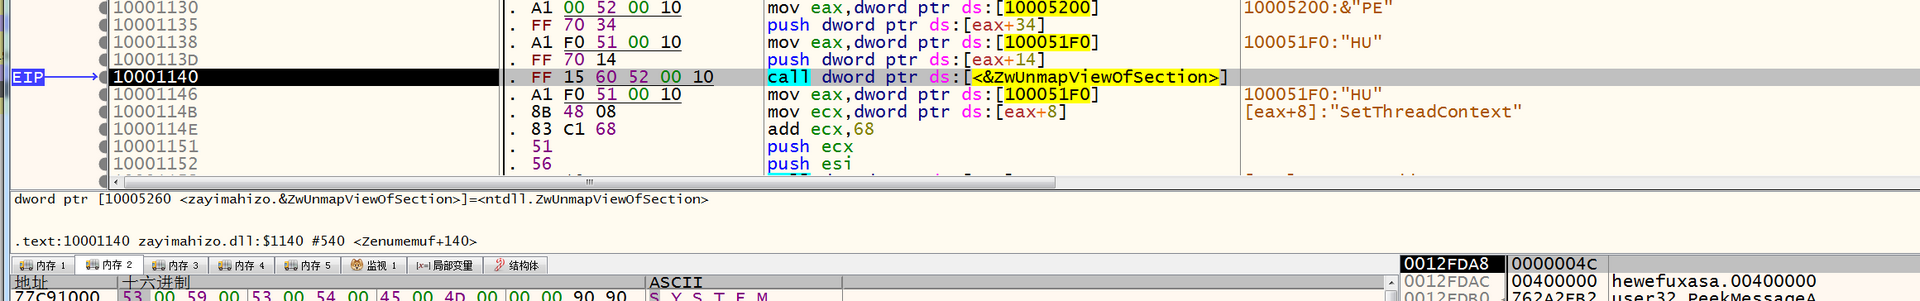 10001130 . A1 00 52 00 10 mov eax,dword ptr ds:[10005200] 10005200:&"PE"
10001135 . FF 70 34 push dword ptr ds:[eax+34]
10001138 . A1 F0 51 00 10 mov eax,dword ptr ds:[100051F0] 100051F0:"HU"
1000113D . FF 70 14 push dword ptr ds:[eax+14]
EIP 10001140 . FF 15 60 52 00 10 call dword ptr ds:[<&ZwUnmapViewOfSection>]
10001146 . A1 F0 51 00 10 mov eax,dword ptr ds:[100051F0] 100051F0:"HU"
1000114B . 8B 48 08 mov ecx,dword ptr ds:[eax+8] [eax+8]:"SetThreadContext"
1000114E . 83 C1 68 add ecx,68
10001151 . 51 push ecx
10001152 . 56 push esi
dword ptr [10005260 <zayimahizo.&ZwUnmapViewOfSection>]=<ntdll.ZwUnmapViewOfSection>
.text:10001140 zayimahizo.dll:$1140 #540 <Zenumemuf+140>
内存 1 内存 2 内存 3 内存 4 内存 5 监视 1 [x=] 局部变量 结构体
地址 十六进制 ASCII
77C91000 53 00 59 00 53 00 54 00 45 00 4D 00 00 00 90 90 S.Y.S.T.E.M.
0012FDA8 0000004C
0012FDAC 00400000 hewefuxasa.00400000
0012FDB0 762A2FB2 user32.PeekMessageA